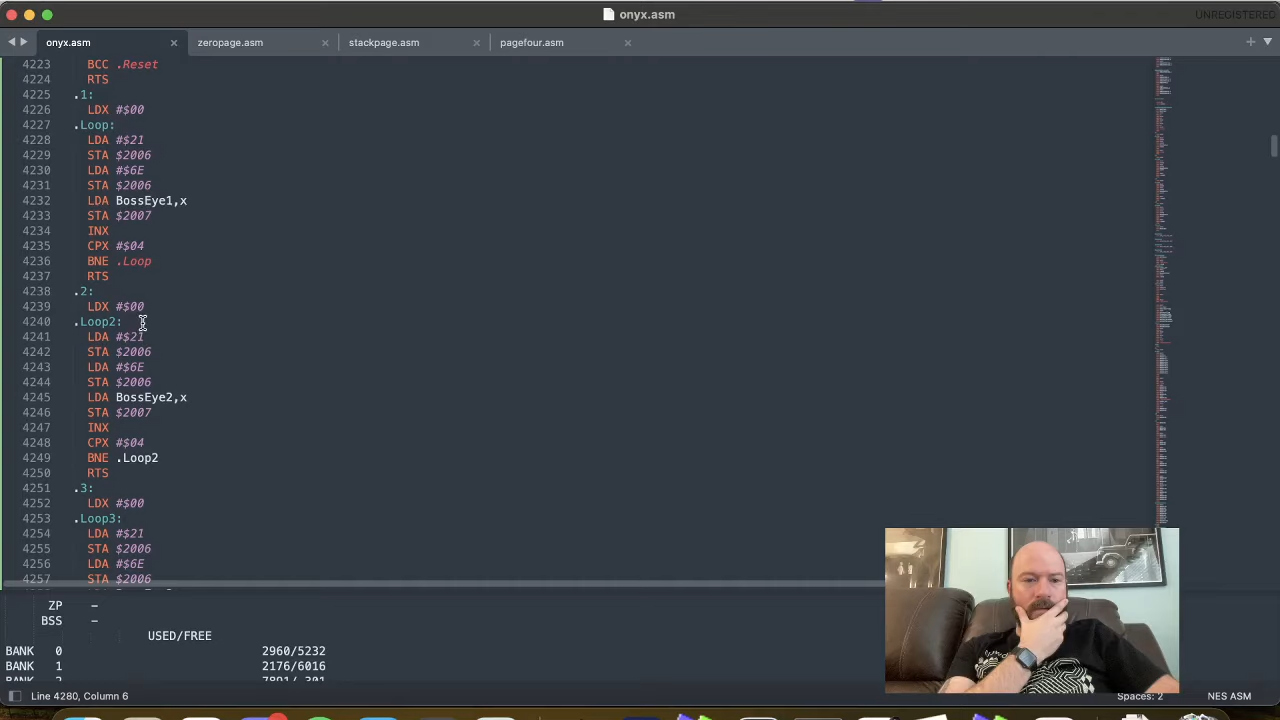 onyx.asm
UNREGISTERED
onyx.asm
zeropage.asm
stackpage.asm
pagefour.asm
4223 BCC .Reset
4224 RTS
4225 .1:
4226 LDX #$00
4227 .Loop:
4228 LDA #$21
4229 STA $2006
4230 LDA #$6E
4231 STA $2006
4232 LDA BossEye1,x
4233 STA $2007
4234 INX
4235 CPX #$04
4236 BNE .Loop
4237 RTS
4238 .2:
4239 LDX #$00
4240 .Loop2:
4241 LDA #$21
4242 STA $2006
4243 LDA #$6E
4244 STA $2006
4245 LDA BossEye2,x
4246 STA $2007
4247 INX
4248 CPX #$04
4249 BNE .Loop2
4250 RTS
4251 .3:
4252 LDX #$00
4253 .Loop3:
4254 LDA #$21
4255 STA $2006
4256 LDA #$6E
4257 STA $2006
ZP –
BSS –
USED/FREE
BANK 0 2960/5232
BANK 1 2176/6016
BANK 2 7891/ 301
Line 4280, Column 6
Spaces: 2
NES ASM